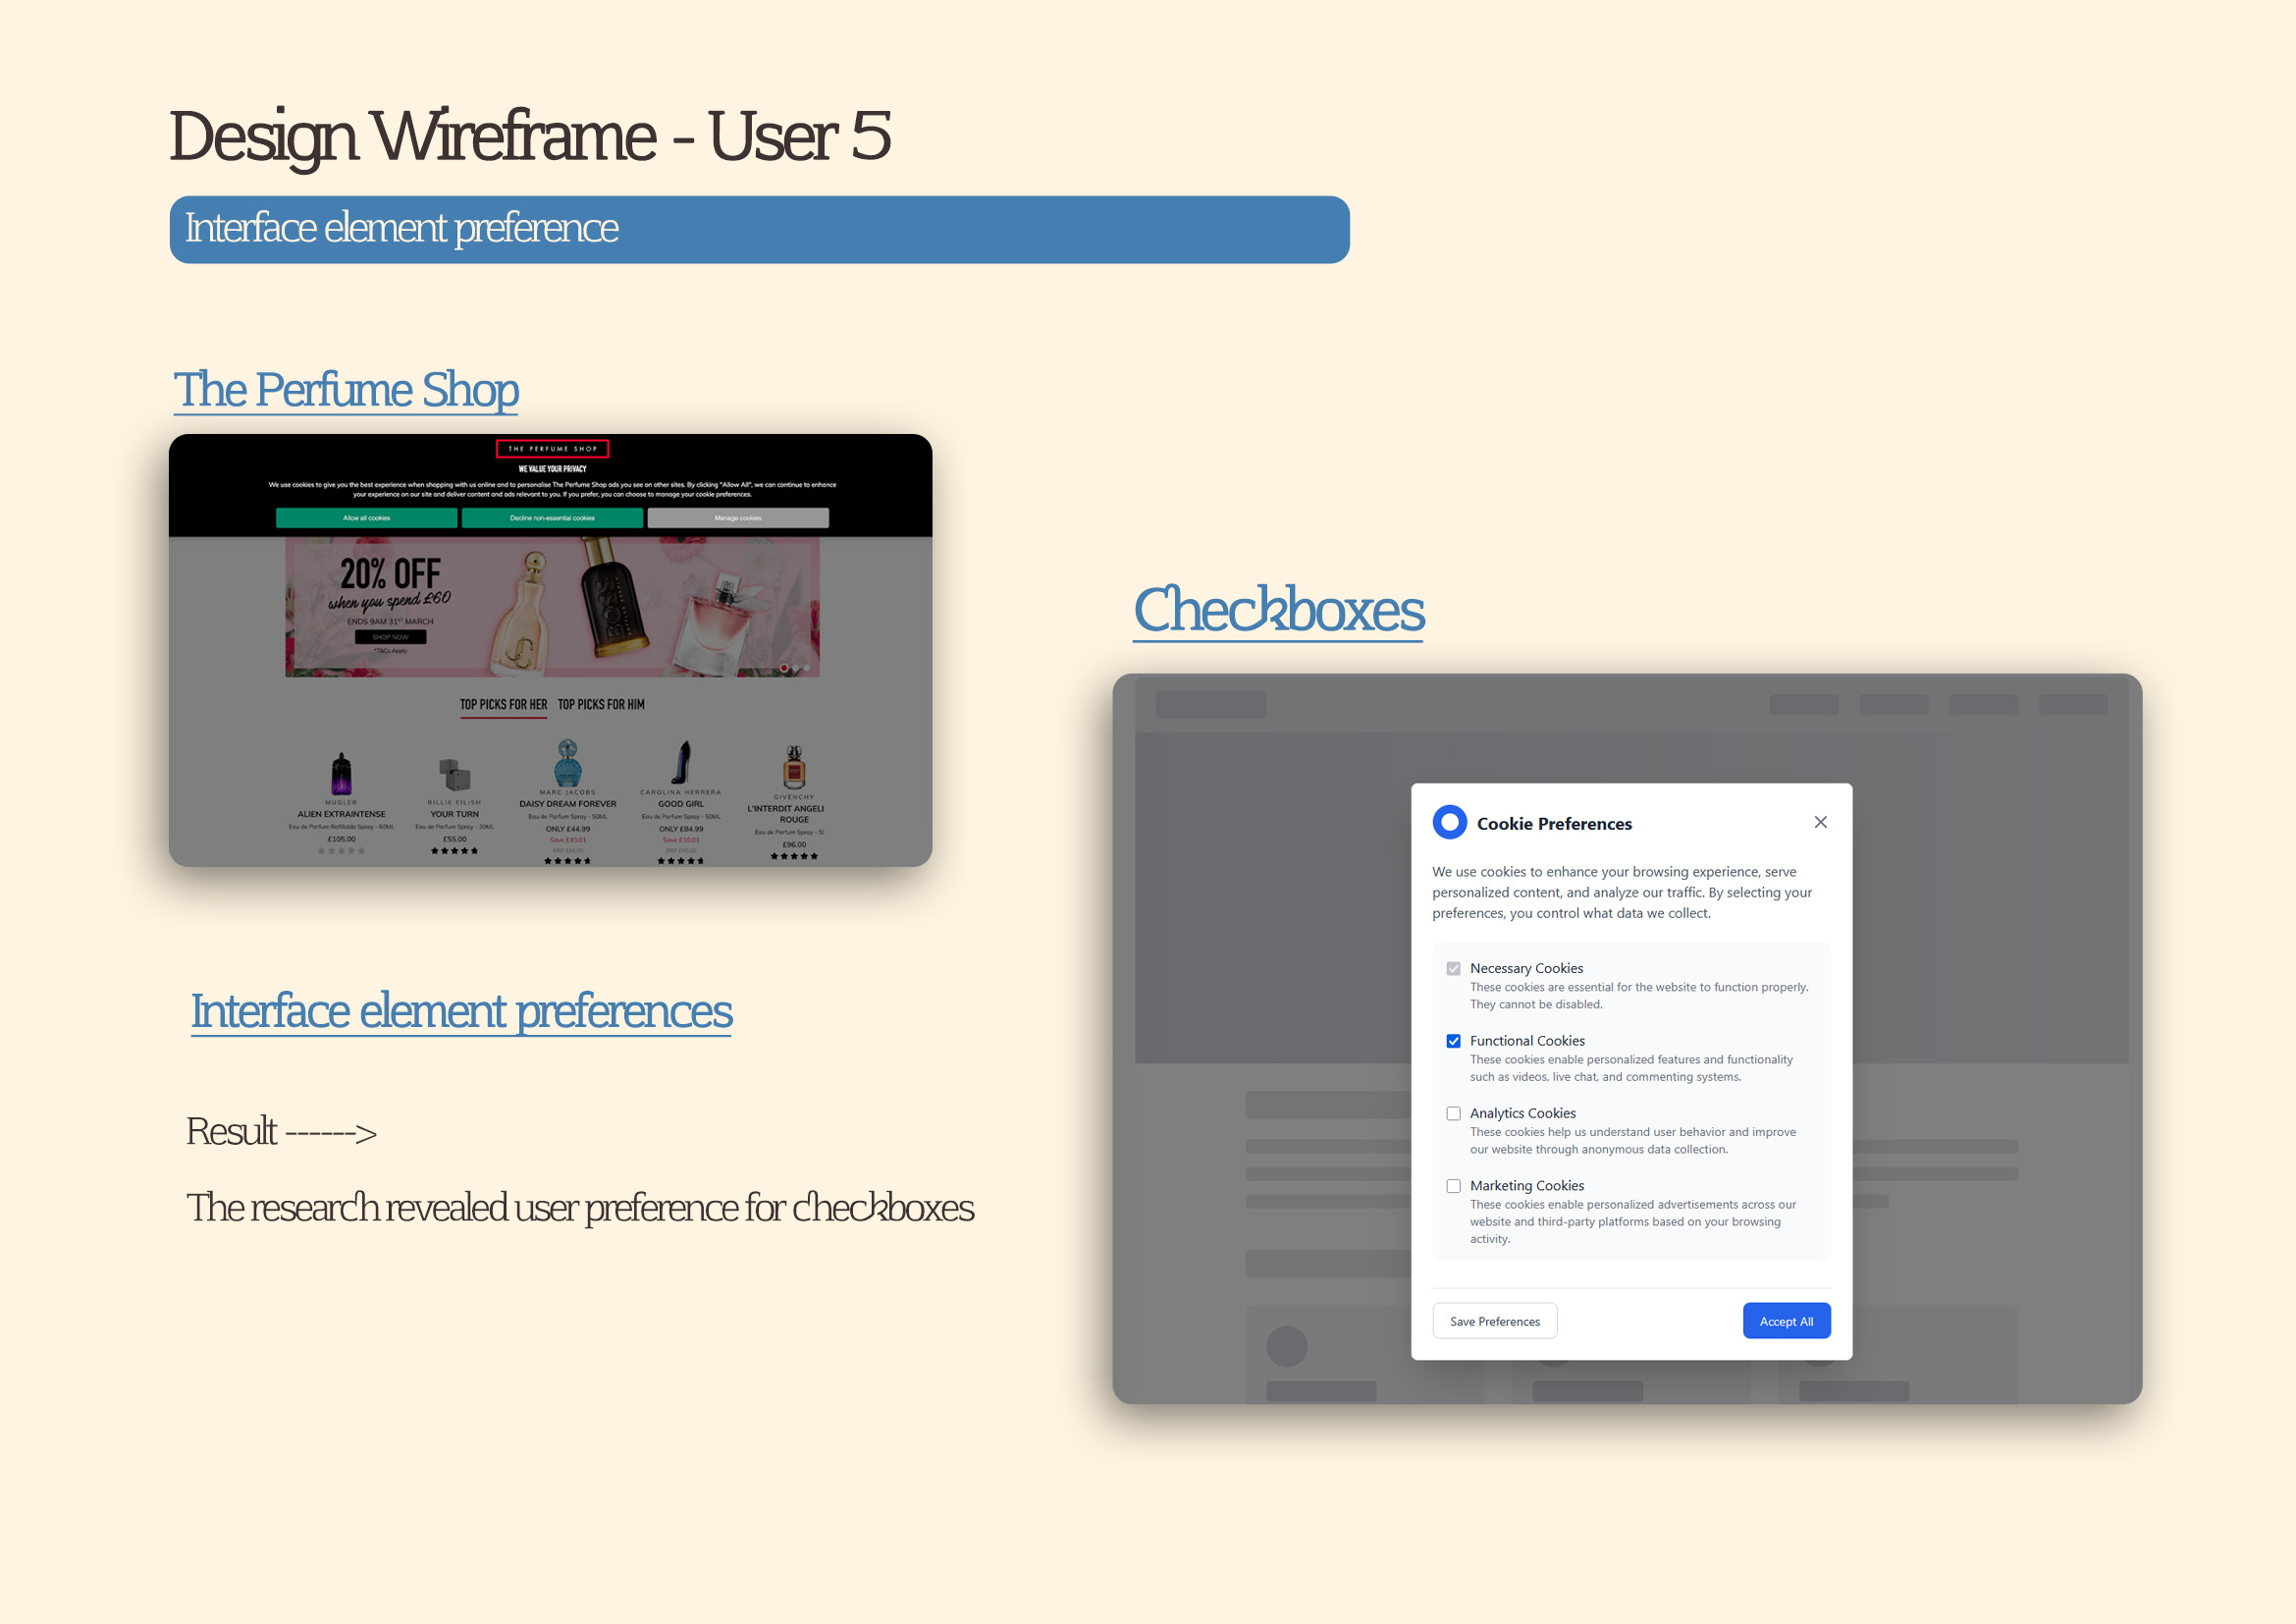 Design Wireframe - User 5
Interface element preference
The Perfume Shop
THE PERFUME SHOP
WE VALUE YOUR PRIVACY
We use cookies to give you the best experience when shopping with us online and to personalise The Perfume Shop ads you see on other sites. By clicking "Allow All", we can continue to enhance
your experience on our site and deliver content and ads relevant to you. If you prefer, you can choose to manage your cookie preferences.
Allow all cookies
Decline non-essential cookies
Manage cookies
20% OFF
when you spend £60
ENDS 9AM 31ST MARCH
SHOP NOW
*T&Cs Apply
BOSS
TOP PICKS FOR HER TOP PICKS FOR HIM
MUGLER
ALIEN EXTRAINTENSE
Eau de Parfum Refillable Spray - 60ML
£105.00
BILLIE EILISH
YOUR TURN
Eau de Parfum Spray - 30ML
£55.00
MARC JACOBS
DAISY DREAM FOREVER
Eau de Parfum Spray - 50ML
ONLY £44.99
Save £43.01
CAROLINA HERRERA
GOOD GIRL
Eau de Parfum Spray - 50ML
ONLY £84.99
Save £10.01
GIVENCHY
L'INTERDIT ANGELI
ROUGE
Eau de Parfum Spray - 50
£96.00
Interface element preferences
Result ------>
The research revealed user preference for checkboxes
Checkboxes
Cookie Preferences
We use cookies to enhance your browsing experience, serve
personalized content, and analyze our traffic. By selecting your
preferences, you control what data we collect.
Necessary Cookies
These cookies are essential for the website to function properly.
They cannot be disabled.
Functional Cookies
These cookies enable personalized features and functionality
such as videos, live chat, and commenting systems.
Analytics Cookies
These cookies help us understand user behavior and improve
our website through anonymous data collection.
Marketing Cookies
These cookies enable personalized advertisements across our
website and third-party platforms based on your browsing
activity.
Save Preferences
Accept All